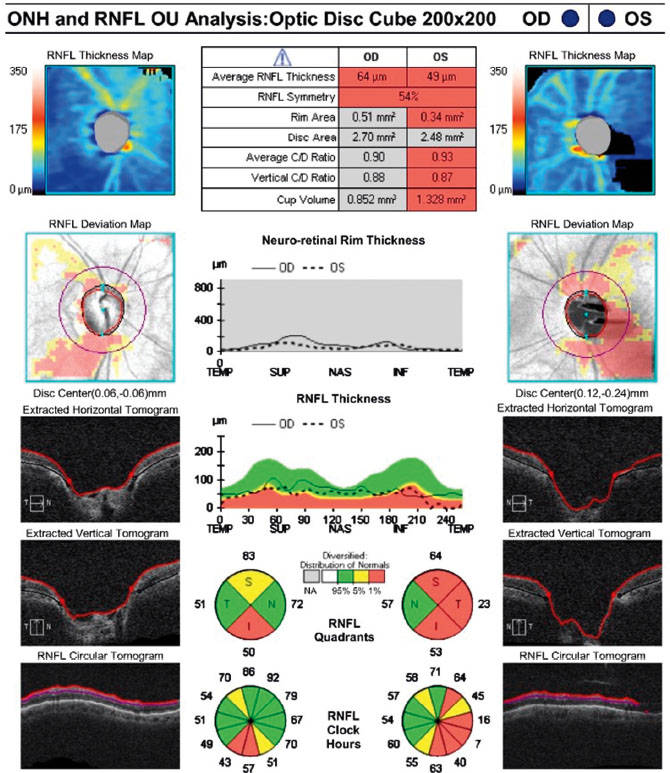 ONH and RNFL OU Analysis:Optic Disc Cube 200x200 OD OS
RNFL Thickness Map
350
175
0 µm
OD OS
Average RNFL Thickness 64 µm 49 µm
RNFL Symmetry 54%
Rim Area 0.51 mm² 0.34 mm²
Disc Area 2.70 mm² 2.48 mm²
Average C/D Ratio 0.90 0.93
Vertical C/D Ratio 0.88 0.87
Cup Volume 0.852 mm³ 1.328 mm³
RNFL Thickness Map
350
175
0 µm
RNFL Deviation Map
Disc Center(0.06,-0.06)mm
Neuro-retinal Rim Thickness
µm OD OS
800
400
0
TEMP SUP NAS INF TEMP
RNFL Deviation Map
Disc Center(0.12,-0.24)mm
Extracted Horizontal Tomogram
T N
RNFL Thickness
µm OD OS
200
100
0
0 30 60 90 120 150 180 210 240
TEMP SUP NAS INF TEMP
Extracted Horizontal Tomogram
T N
Extracted Vertical Tomogram
T N
Extracted Vertical Tomogram
T N
Diversified:
Distribution of Normals
NA 95% 5% 1%
83
S
51 T N 72
I
50
RNFL
Quadrants
64
S
57 N T 23
I
53
RNFL Circular Tomogram
86
70 92
54 79
51 67
49 70
43 51
57
RNFL
Clock
Hours
71
58 64
57 45
54 16
60 7
55 40
63
RNFL Circular Tomogram